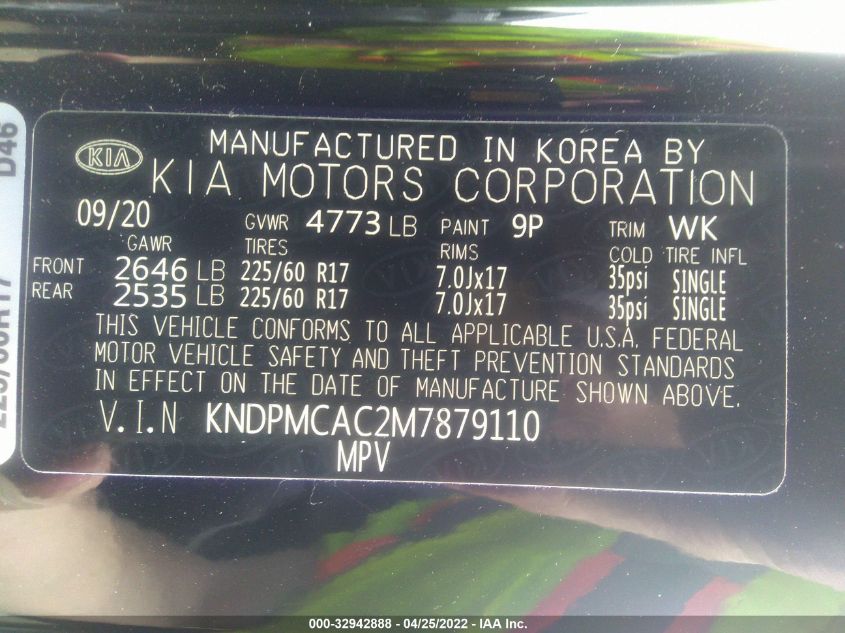 MANUFACTURED IN KOREA BY
KIA KIA MOTORS CORPORATION
09/20 GVWR 4773 LB PAINT 9P TRIM WK
GAWR TIRES RIMS COLD TIRE INFL
FRONT 2646 LB 225/60 R17 7.0Jx17 35psi SINGLE
REAR 2535 LB 225/60 R17 7.0Jx17 35psi SINGLE
THIS VEHICLE CONFORMS TO ALL APPLICABLE U.S.A. FEDERAL
MOTOR VEHICLE SAFETY AND THEFT PREVENTION STANDARDS
IN EFFECT ON THE DATE OF MANUFACTURE SHOWN ABOVE.
V.I.N KNDPMCAC2M7879110
MPV
D46
000-32942888 - 04/25/2022 - IAA Inc.